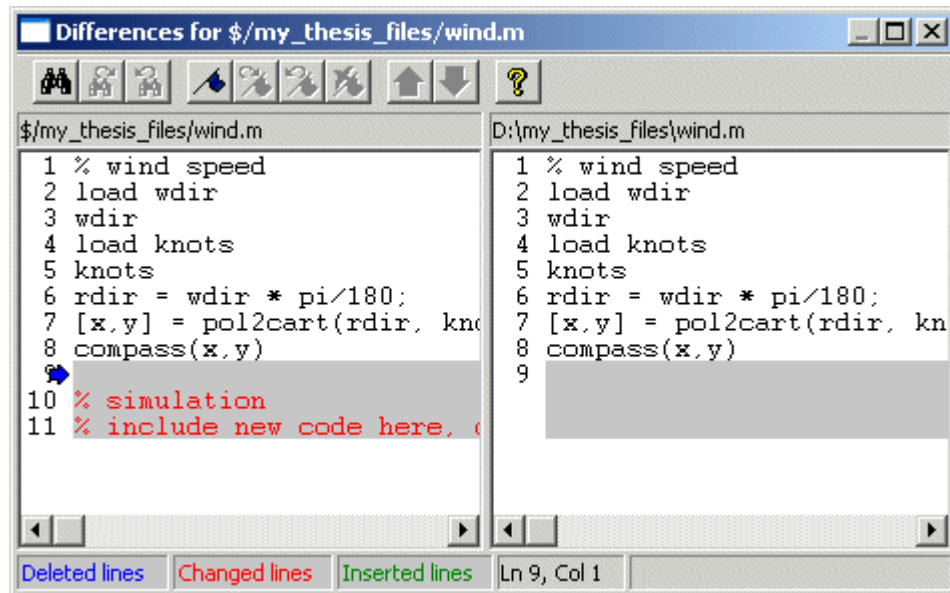 Differences for $/my_thesis_files/wind.m
$/my_thesis_files/wind.m
1 % wind speed
2 load wdir
3 wdir
4 load knots
5 knots
6 rdir = wdir * pi/180;
7 [x,y] = pol2cart(rdir, kno
8 compass(x,y)
9
10 % simulation
11 % include new code here,
D:\my_thesis_files\wind.m
1 % wind speed
2 load wdir
3 wdir
4 load knots
5 knots
6 rdir = wdir * pi/180;
7 [x,y] = pol2cart(rdir, kn
8 compass(x,y)
9
Deleted lines Changed lines Inserted lines Ln 9, Col 1